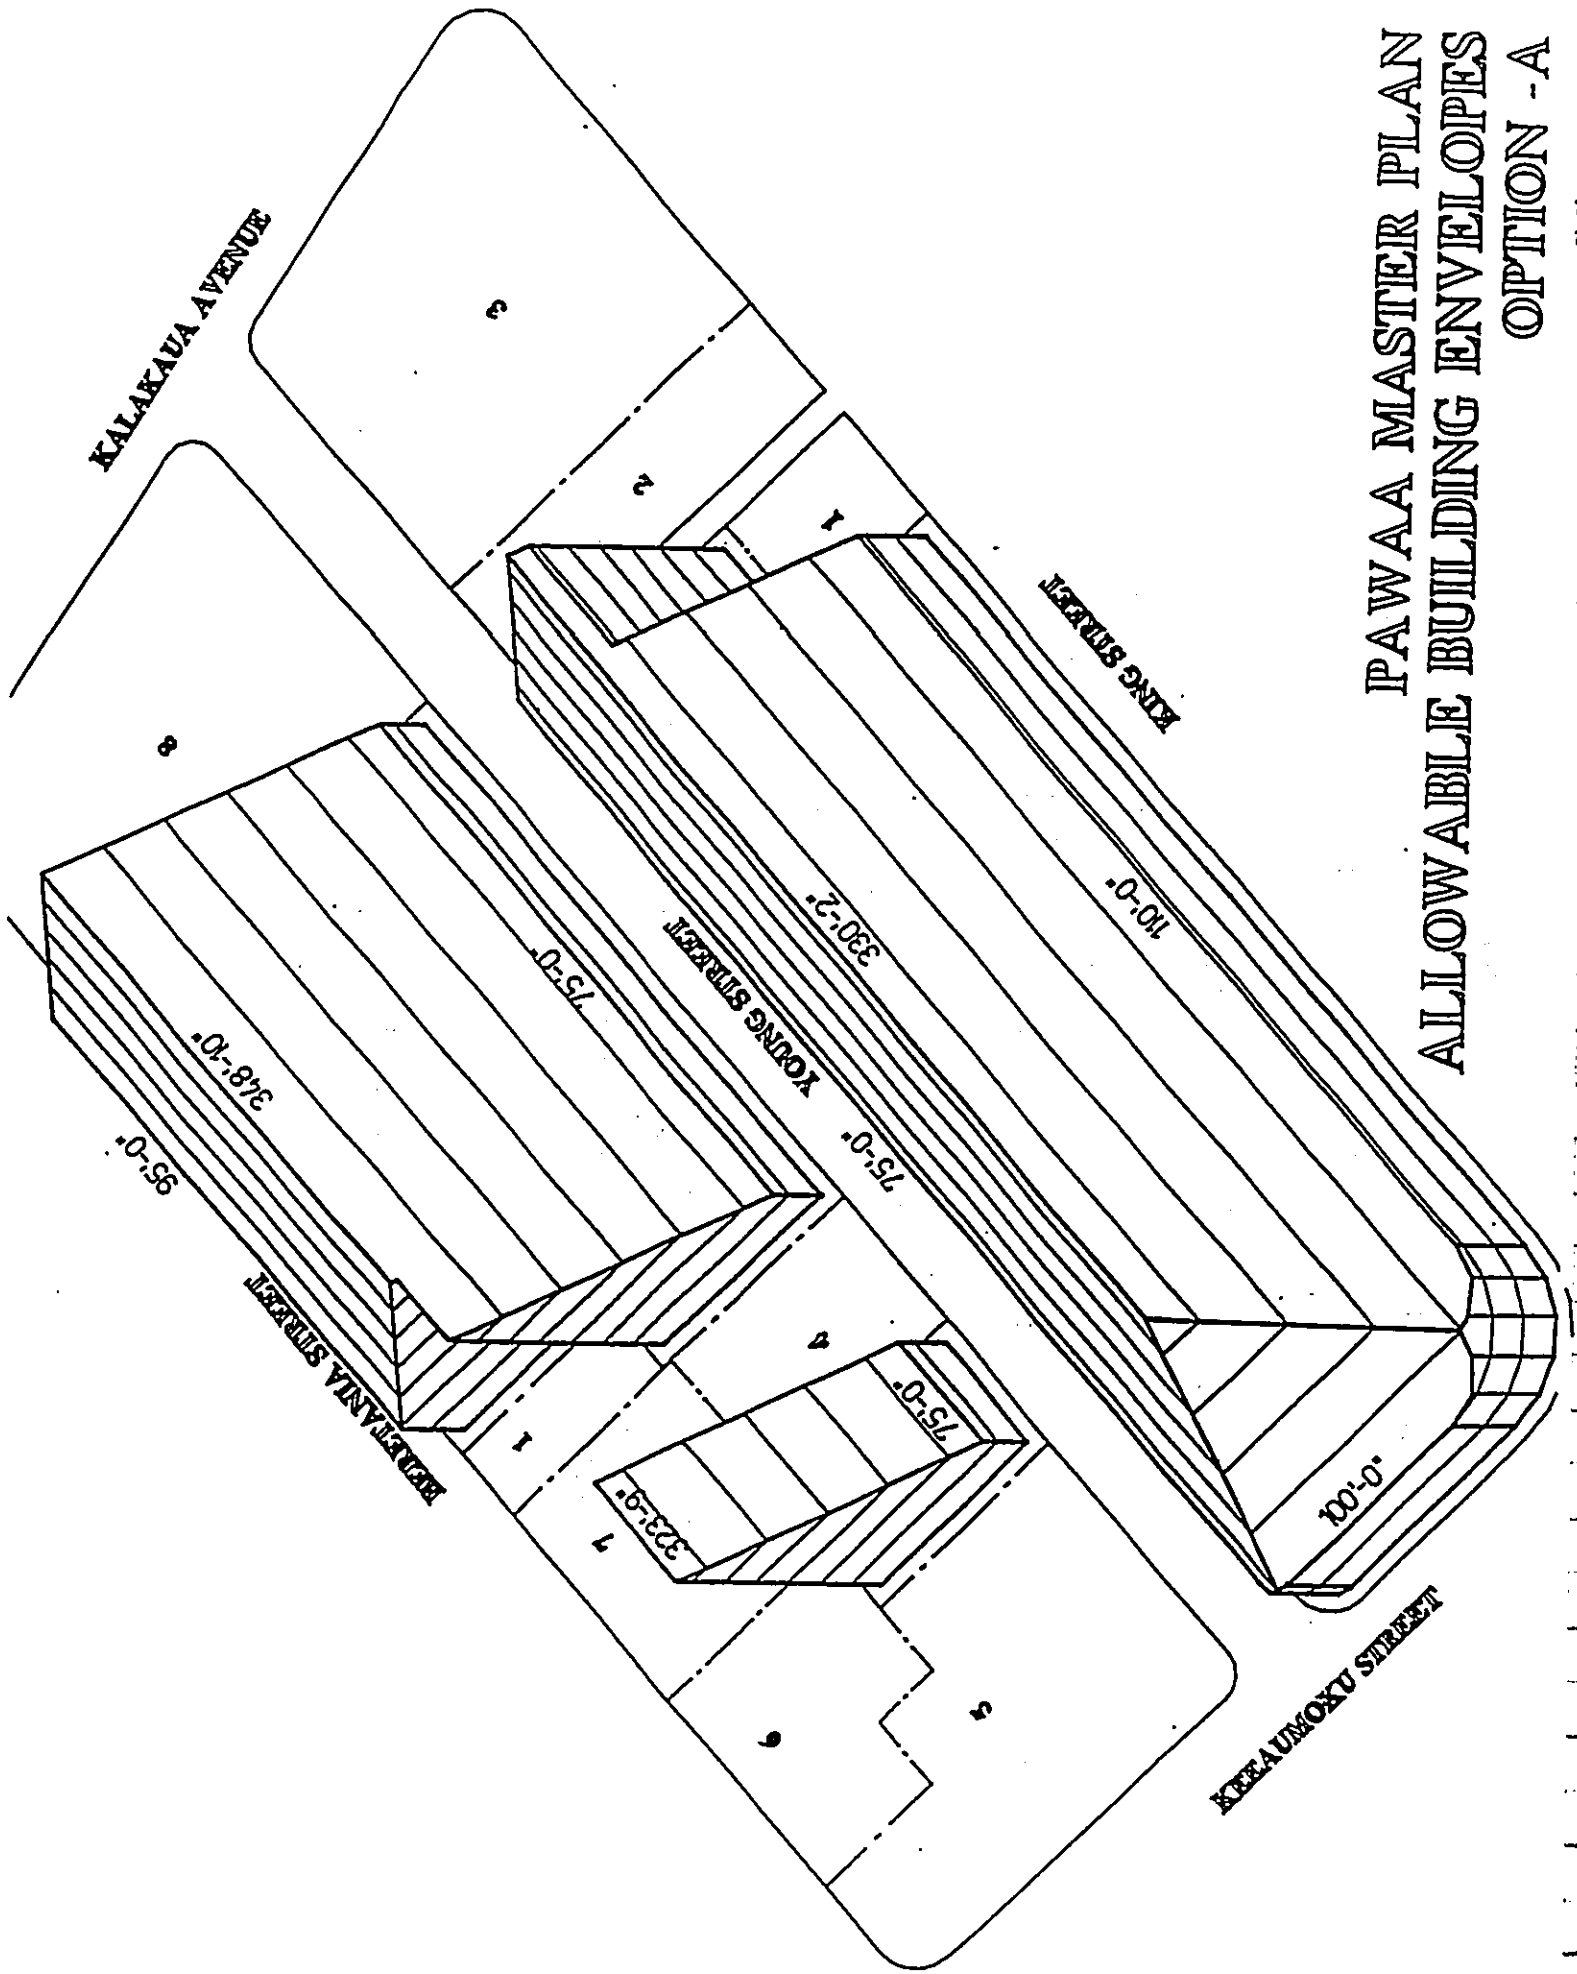 PAWAA MASTER PLAN
ALLOWABLE BUILDING ENVELOPES
OPTION -A
KALAKAUA AVENUE
KING STREET
YOUNG STREET
BERETANIA STREET
KEEAUMOKU STREET
3
2
1
8
110'-0"
330'-2"
75'-0"
75'-0"
348'-10"
95'-0"
100'-0"
4
75'-0"
323'-9"
1
7
5
6